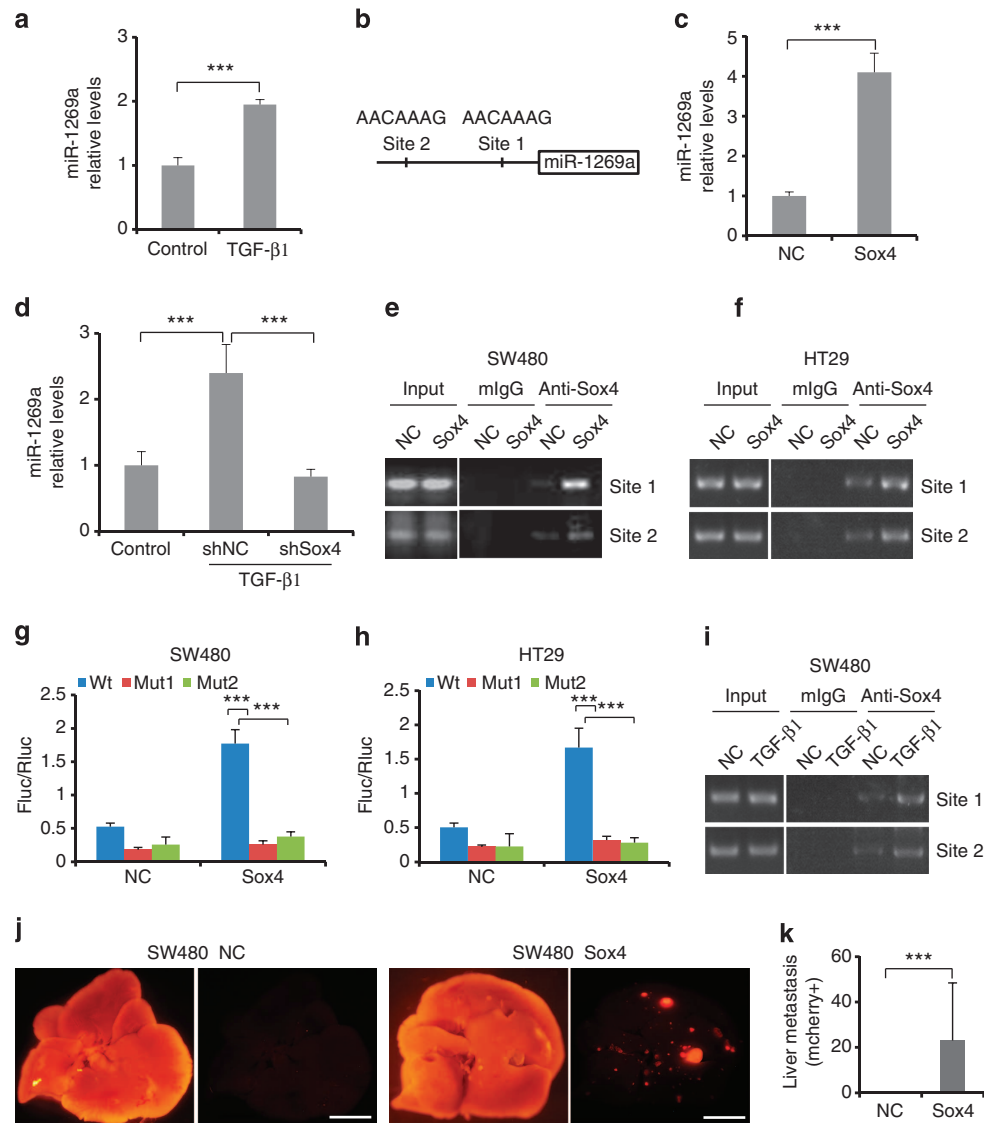 a
miR-1269a
relative levels
3
2
1
0
***
Control TGF-β1
b
AACAAAG AACAAAG
Site 2 Site 1
miR-1269a
c
miR-1269a
relative levels
5
4
3
2
1
0
***
NC Sox4
d
miR-1269a
relative levels
3
2
1
0
*** ***
Control shNC shSox4
TGF-β1
e
SW480
Input mIgG Anti-Sox4
NC Sox4 NC Sox4 NC Sox4
Site 1
Site 2
f
HT29
Input mIgG Anti-Sox4
NC Sox4 NC Sox4 NC Sox4
Site 1
Site 2
g
SW480
Wt Mut1 Mut2
Fluc/Rluc
2.5
2
1.5
1
0.5
0
***
***
NC Sox4
h
HT29
Wt Mut1 Mut2
Fluc/Rluc
2.5
2
1.5
1
0.5
0
***
***
NC Sox4
i
SW480
Input mIgG Anti-Sox4
NC TGF-β1 NC TGF-β1 NC TGF-β1
Site 1
Site 2
j
SW480 NC SW480 Sox4
k
Liver metastasis
(mcherry+)
60
40
20
0
***
NC Sox4